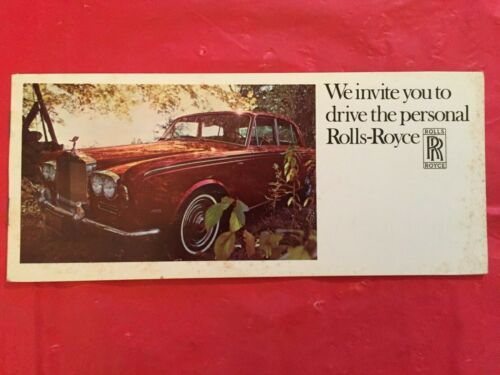 We invite you to
drive the personal
Rolls-Royce
ROLLS
RR
ROYCE